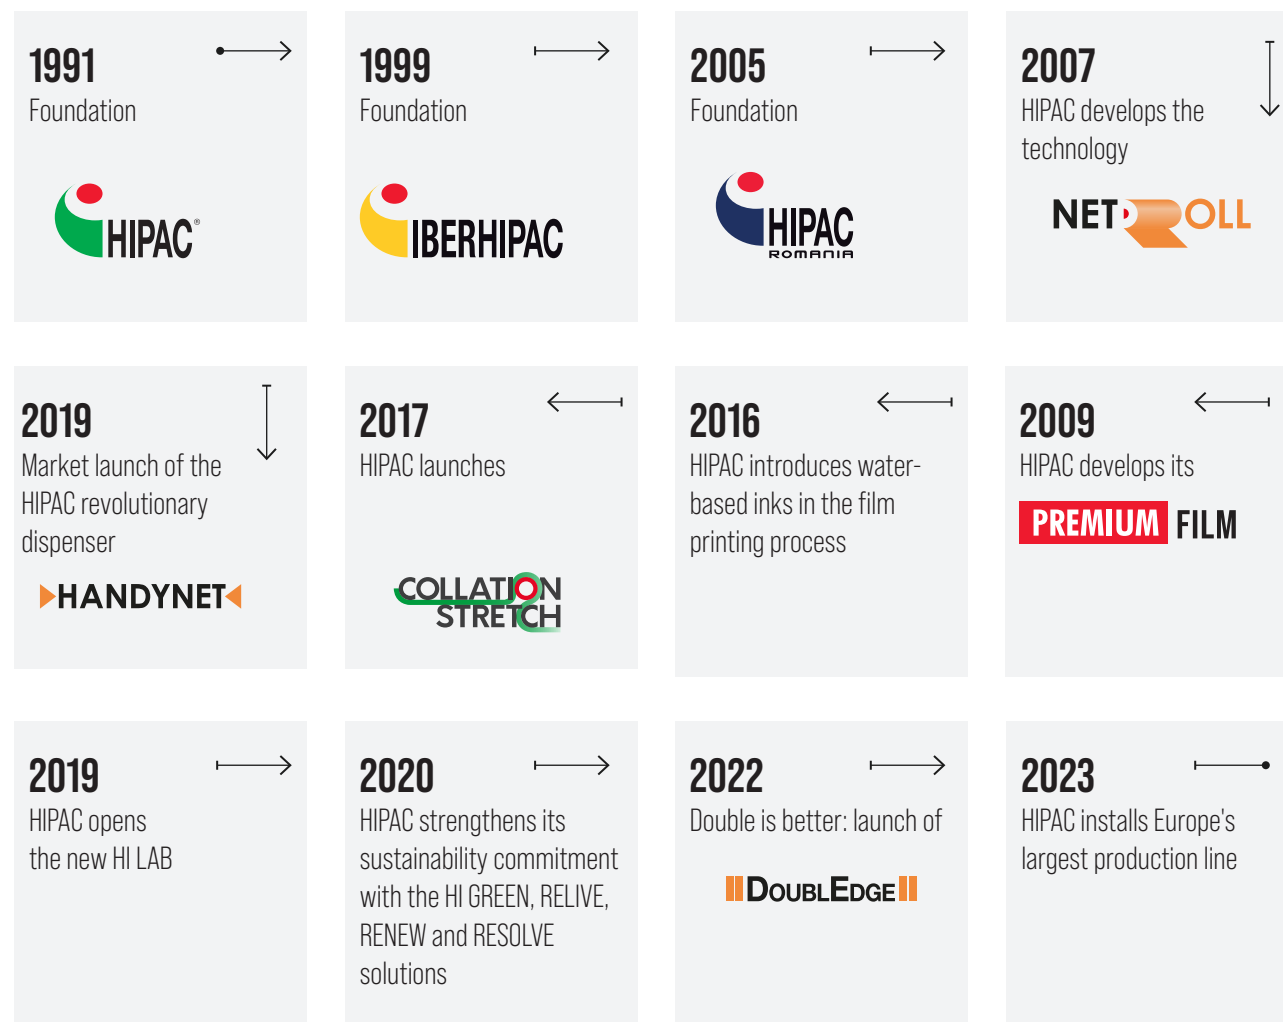 1991
Foundation
HIPAC®
1999
Foundation
IBERHIPAC
2005
Foundation
HIPAC
ROMANIA
2007
HIPAC develops the
technology
NETROLL
2009
HIPAC develops its
PREMIUM FILM
2016
HIPAC introduces water-
based inks in the film
printing process
2017
HIPAC launches
COLLATION
STRETCH
2019
Market launch of the
HIPAC revolutionary
dispenser
HANDYNET
2019
HIPAC opens
the new HI LAB
2020
HIPAC strengthens its
sustainability commitment
with the HI GREEN, RELIVE,
RENEW and RESOLVE
solutions
2022
Double is better: launch of
DOUBLEDGE
2023
HIPAC installs Europe's
largest production line